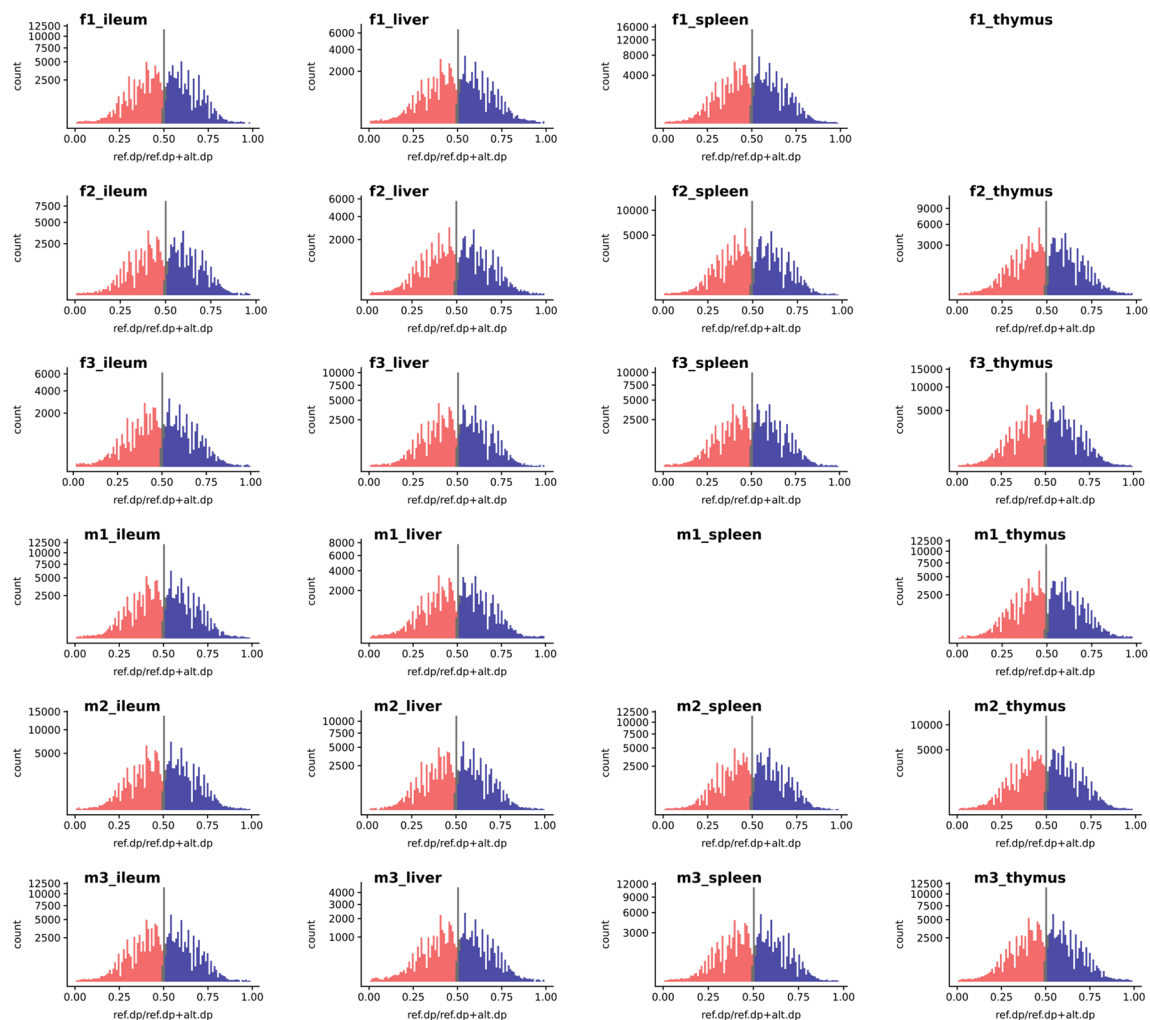 f1_ileum
12500
10000
7500
5000
2500
count
0.00 0.25 0.50 0.75 1.00
ref.dp/ref.dp+alt.dp
f1_liver
6000
4000
2000
count
0.00 0.25 0.50 0.75 1.00
ref.dp/ref.dp+alt.dp
f1_spleen
16000
12000
8000
4000
count
0.00 0.25 0.50 0.75 1.00
ref.dp/ref.dp+alt.dp
f1_thymus
f2_ileum
7500
5000
2500
count
0.00 0.25 0.50 0.75 1.00
ref.dp/ref.dp+alt.dp
f2_liver
6000
4000
2000
count
0.00 0.25 0.50 0.75 1.00
ref.dp/ref.dp+alt.dp
f2_spleen
10000
5000
count
0.00 0.25 0.50 0.75 1.00
ref.dp/ref.dp+alt.dp
f2_thymus
9000
6000
3000
count
0.00 0.25 0.50 0.75 1.00
ref.dp/ref.dp+alt.dp
f3_ileum
6000
4000
2000
count
0.00 0.25 0.50 0.75 1.00
ref.dp/ref.dp+alt.dp
f3_liver
10000
7500
5000
2500
count
0.00 0.25 0.50 0.75 1.00
ref.dp/ref.dp+alt.dp
f3_spleen
10000
7500
5000
2500
count
0.00 0.25 0.50 0.75 1.00
ref.dp/ref.dp+alt.dp
f3_thymus
15000
10000
5000
count
0.00 0.25 0.50 0.75 1.00
ref.dp/ref.dp+alt.dp
m1_ileum
12500
10000
7500
5000
2500
count
0.00 0.25 0.50 0.75 1.00
ref.dp/ref.dp+alt.dp
m1_liver
8000
6000
4000
2000
count
0.00 0.25 0.50 0.75 1.00
ref.dp/ref.dp+alt.dp
m1_spleen
m1_thymus
12500
10000
7500
5000
2500
count
0.00 0.25 0.50 0.75 1.00
ref.dp/ref.dp+alt.dp
m2_ileum
15000
10000
5000
count
0.00 0.25 0.50 0.75 1.00
ref.dp/ref.dp+alt.dp
m2_liver
10000
7500
5000
2500
count
0.00 0.25 0.50 0.75 1.00
ref.dp/ref.dp+alt.dp
m2_spleen
12500
10000
7500
5000
2500
count
0.00 0.25 0.50 0.75 1.00
ref.dp/ref.dp+alt.dp
m2_thymus
10000
5000
count
0.00 0.25 0.50 0.75 1.00
ref.dp/ref.dp+alt.dp
m3_ileum
12500
10000
7500
5000
2500
count
0.00 0.25 0.50 0.75 1.00
ref.dp/ref.dp+alt.dp
m3_liver
4000
3000
2000
1000
count
0.00 0.25 0.50 0.75 1.00
ref.dp/ref.dp+alt.dp
m3_spleen
12000
9000
6000
3000
count
0.00 0.25 0.50 0.75 1.00
ref.dp/ref.dp+alt.dp
m3_thymus
12500
10000
7500
5000
2500
count
0.00 0.25 0.50 0.75 1.00
ref.dp/ref.dp+alt.dp